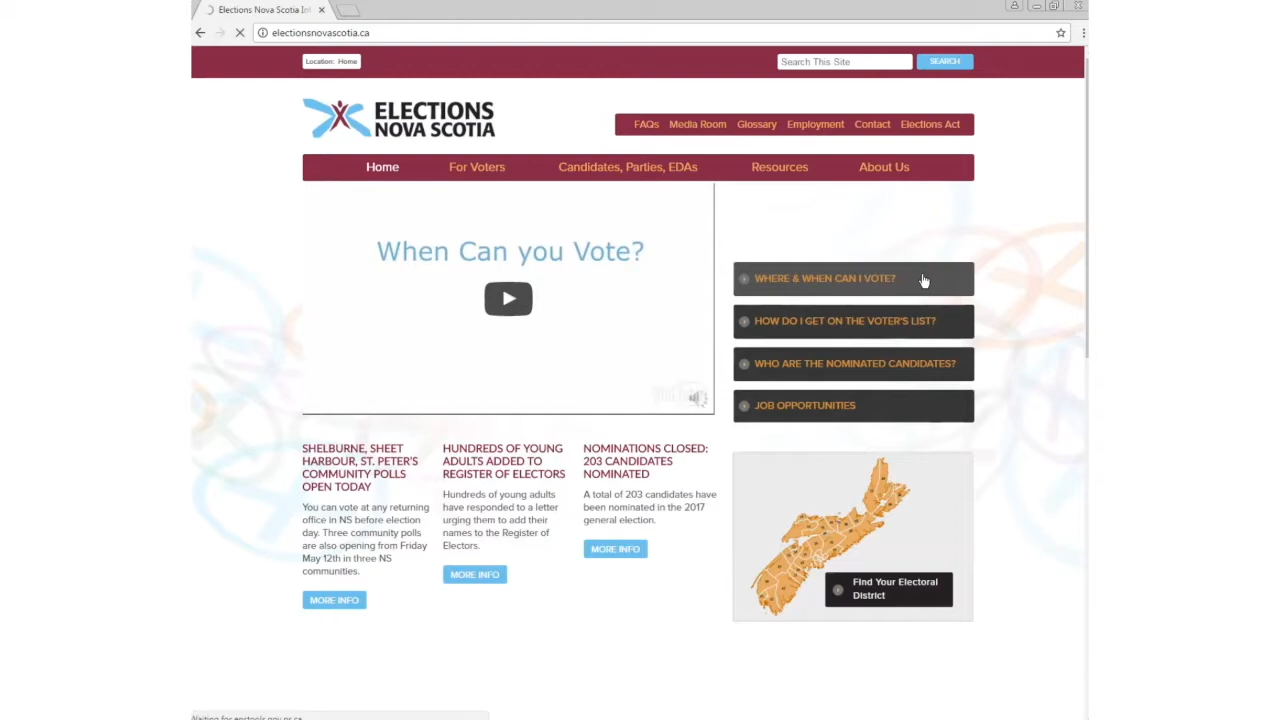 Elections Nova Scotia In
electionsnovascotia.ca
Location: Home
Search This Site
SEARCH
ELECTIONS
NOVA SCOTIA
FAQs Media Room Glossary Employment Contact Elections Act
Home For Voters Candidates, Parties, EDAs Resources About Us
When Can you Vote?
WHERE & WHEN CAN I VOTE?
HOW DO I GET ON THE VOTER'S LIST?
WHO ARE THE NOMINATED CANDIDATES?
JOB OPPORTUNITIES
SHELBURNE, SHEET
HARBOUR, ST. PETER'S
COMMUNITY POLLS
OPEN TODAY
You can vote at any returning
office in NS before election
day. Three community polls
are also opening from Friday
May 12th in three NS
communities.
MORE INFO
HUNDREDS OF YOUNG
ADULTS ADDED TO
REGISTER OF ELECTORS
Hundreds of young adults
have responded to a letter
urging them to add their
names to the Register of
Electors.
MORE INFO
NOMINATIONS CLOSED:
203 CANDIDATES
NOMINATED
A total of 203 candidates have
been nominated in the 2017
general election.
MORE INFO
Find Your Electoral
District
Waiting for enstools.gov.ns.ca